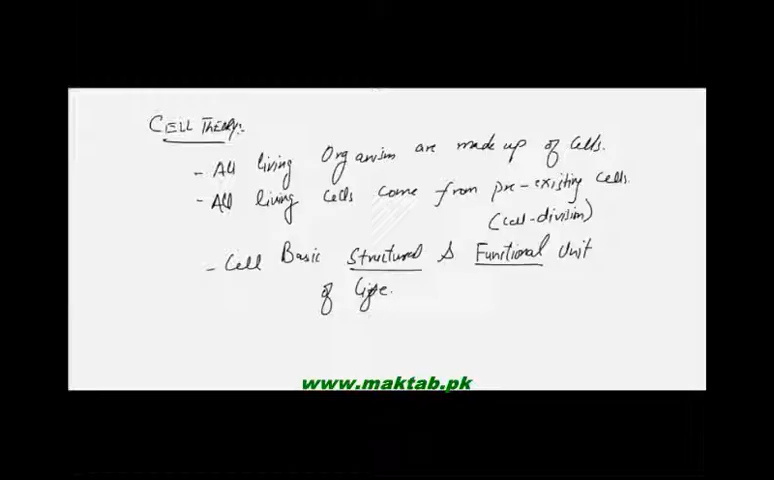 CELL Theory:-
- All living Organism are made up of Cells.
- All living Cells come from pre-existing Cells.
(cell-division)
- Cell Basic Structural & Functional Unit
of life.
www.maktab.pk